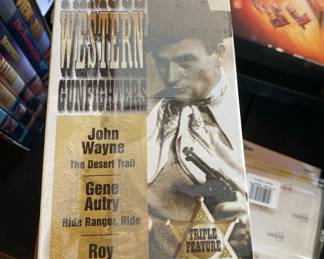 FAMOUS
WESTERN
GUNFIGHTERS
John
Wayne
The Desert Trail
Gene
Autry
Ride Ranger, Ride
Roy
TRIPLE
FEATURE